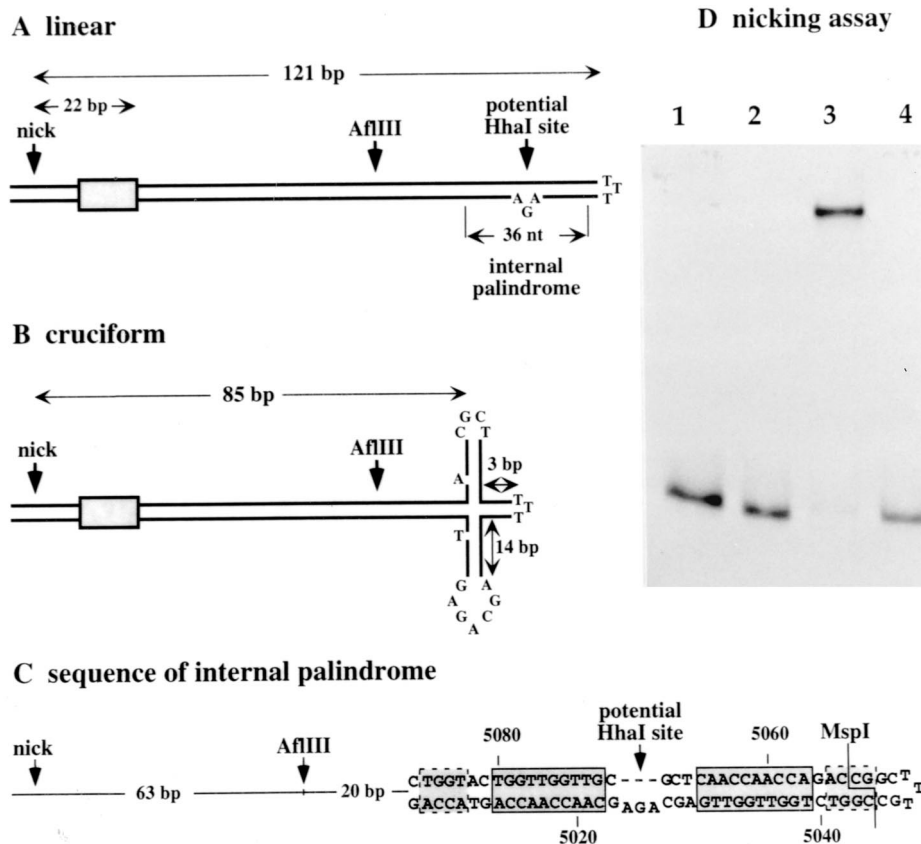 A linear
121 bp
22 bp
nick
AflIII
potential
HhaI site
T
T
T
A A
G
36 nt
internal
palindrome
B cruciform
85 bp
nick
AflIII
G C
C T
A
3 bp
T
T
T
T
14 bp
G A
A G
G C
A
C sequence of internal palindrome
nick
AflIII
63 bp
20 bp
5080
potential
HhaI site
5060
MspI
CTGGTACTGGTTGGTTGC---GCTCAACCAACCAGACCGGCT
GACCATGACCAACCAACGAGACGAGTTGGTTGGTCTGGCCG
T
T
T
5020
5040
D nicking assay
1 2 3 4